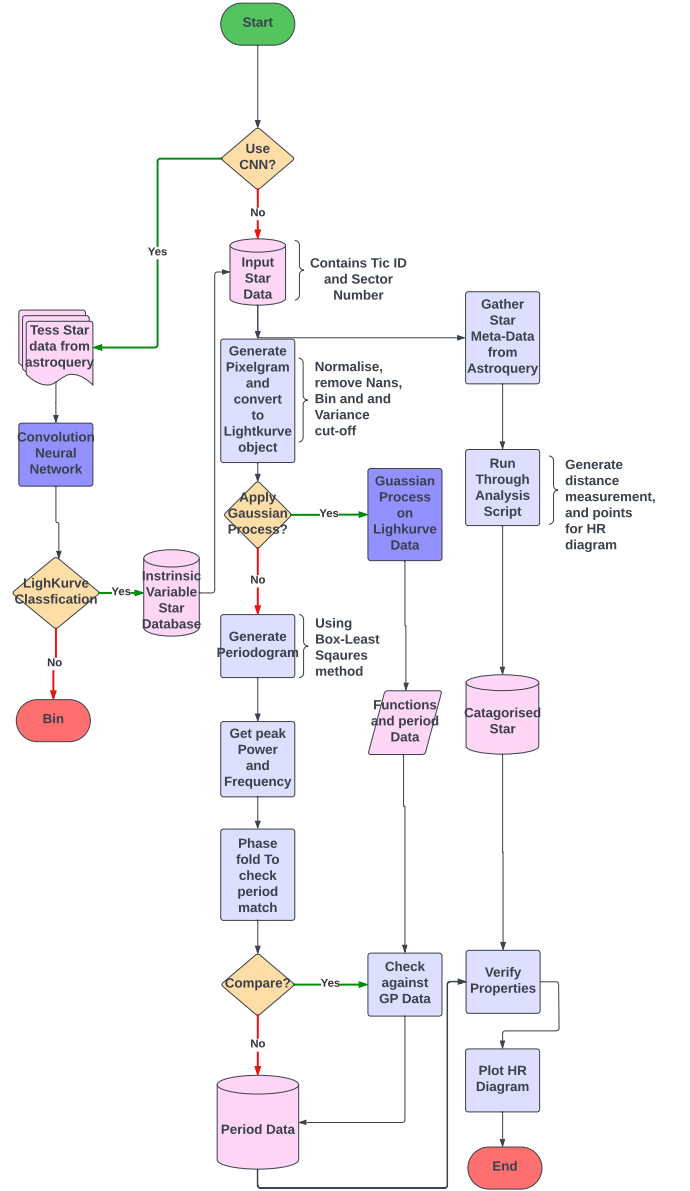 Start
Use
CNN?
No
Yes
Input
Star
Data
Contains Tic ID
and Sector
Number
Gather
Star
Meta-Data
from
Astroquery
Tess Star
data from
astroquery
Generate
Pixelgram
and
convert
to
Lightkurve
object
Normalise,
remove Nans,
Bin and and
Variance
cut-off
Convolution
Neural
Network
Run
Through
Analysis
Script
Generate
distance
measurement,
and points
for HR
diagram
Apply
Gaussian
Process?
Yes
Guassian
Process
on
Lighkurve
Data
No
LighKurve
Classfication
Yes
Instrinsic
Variable
Star
Database
No
Bin
Generate
Periodogram
Using
Box-Least
Sqaures
method
Functions
and period
Data
Catagorised
Star
Get peak
Power
and
Frequency
Phase
fold To
check
period
match
Compare?
Yes
Check
against
GP Data
Verify
Properties
No
Period Data
Plot HR
Diagram
End